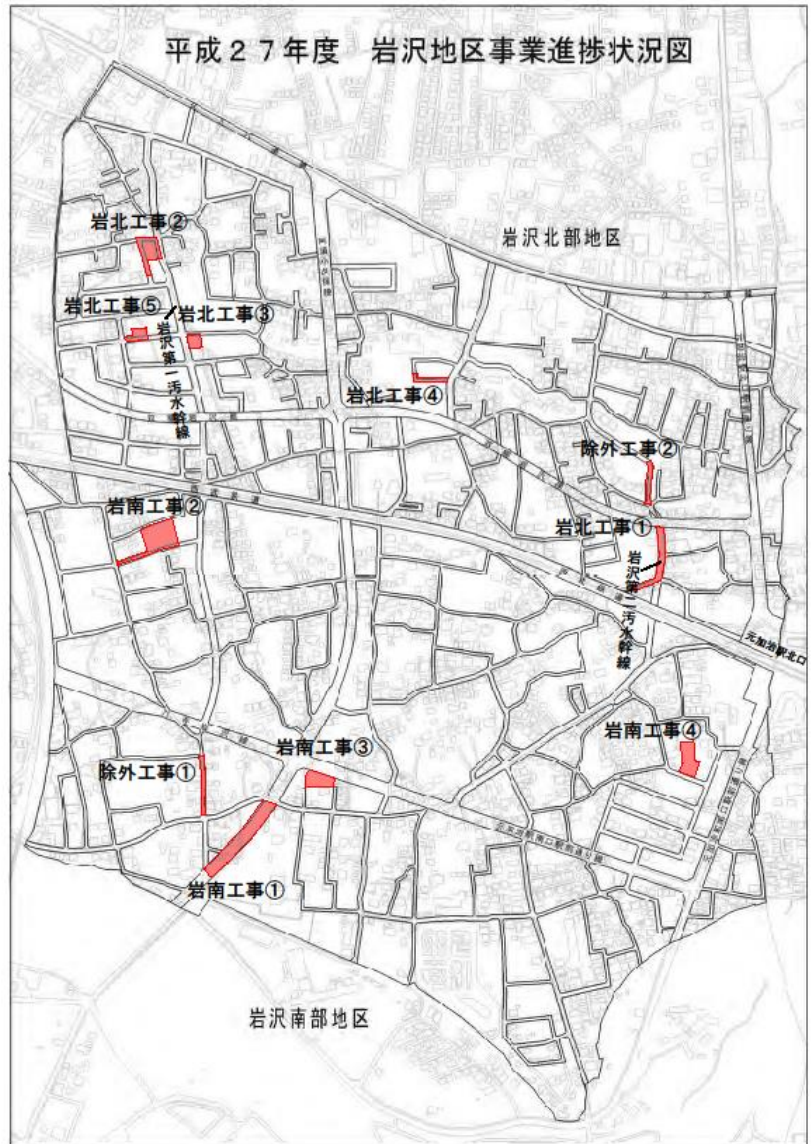 平成２７年度　岩沢地区事業進捗状況図
岩沢北部地区
岩北工事②
岩北工事⑤
岩北工事③
岩沢第一汚水幹線
岩北工事④
除外工事②
岩南工事②
岩北工事①
岩沢第二汚水幹線
元加治駅北口
岩南工事③
岩南工事④
除外工事①
岩南工事①
岩沢南部地区